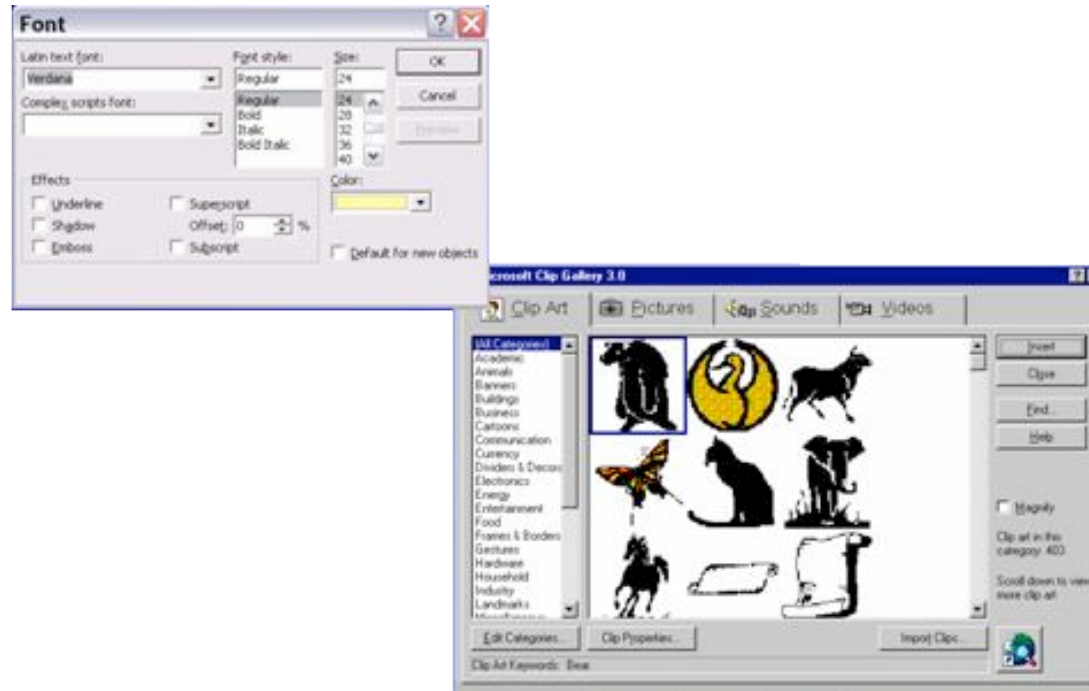 Font
Latin text font:
Font style:
Size:
OK
Verdana
Regular
24
Complex scripts font:
Regular
24
Cancel
Bold
28
Italic
32
Preview
Bold Italic
36
40
Effects
Color:
Underline
Superscript
Shadow
Offset: 0 %
Emboss
Subscript
Default for new objects
crosoft Clip Gallery 3.0
Clip Art
Pictures
Sounds
Videos
(All Categories)
Academic
Animals
Banners
Buildings
Business
Cartoons
Communication
Currency
Dividers & Decora
Electronics
Energy
Entertainment
Food
Frames & Borders
Gestures
Hardware
Household
Industry
Landmarks
Insert
Close
Find...
Help
Magnify
Clip art in this
category: 403
Scroll down to view
more clip art
Edit Categories...
Clip Properties...
Import Clips...
Clip Art Keywords: Bear